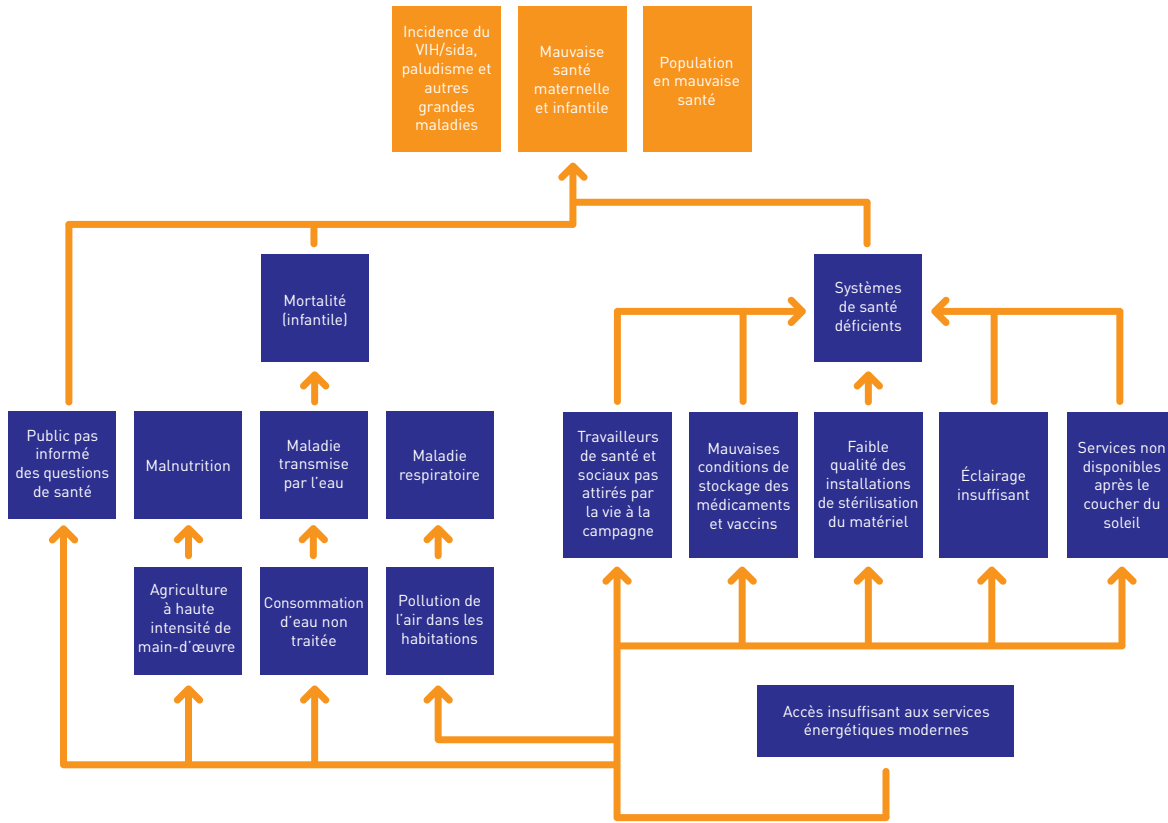 Incidence du
VIH/sida,
paludisme et
autres
grandes
maladies
Mauvaise
santé
maternelle
et infantile
Population
en mauvaise
santé
Mortalité
(infantile)
Systèmes
de santé
déficients
Public pas
informé
des questions
de santé
Malnutrition
Maladie
transmise
par l’eau
Maladie
respiratoire
Travailleurs
de santé et
sociaux pas
attirés par
la vie à la
campagne
Mauvaises
conditions de
stockage des
médicaments
et vaccins
Faible
qualité des
installations
de stérilisation
du matériel
Éclairage
insuffisant
Services non
disponibles
après le
coucher du
soleil
Agriculture
à haute
intensité de
main-d’œuvre
Consommation
d’eau non
traitée
Pollution de
l’air dans les
habitations
Accès insuffisant aux services
énergétiques modernes